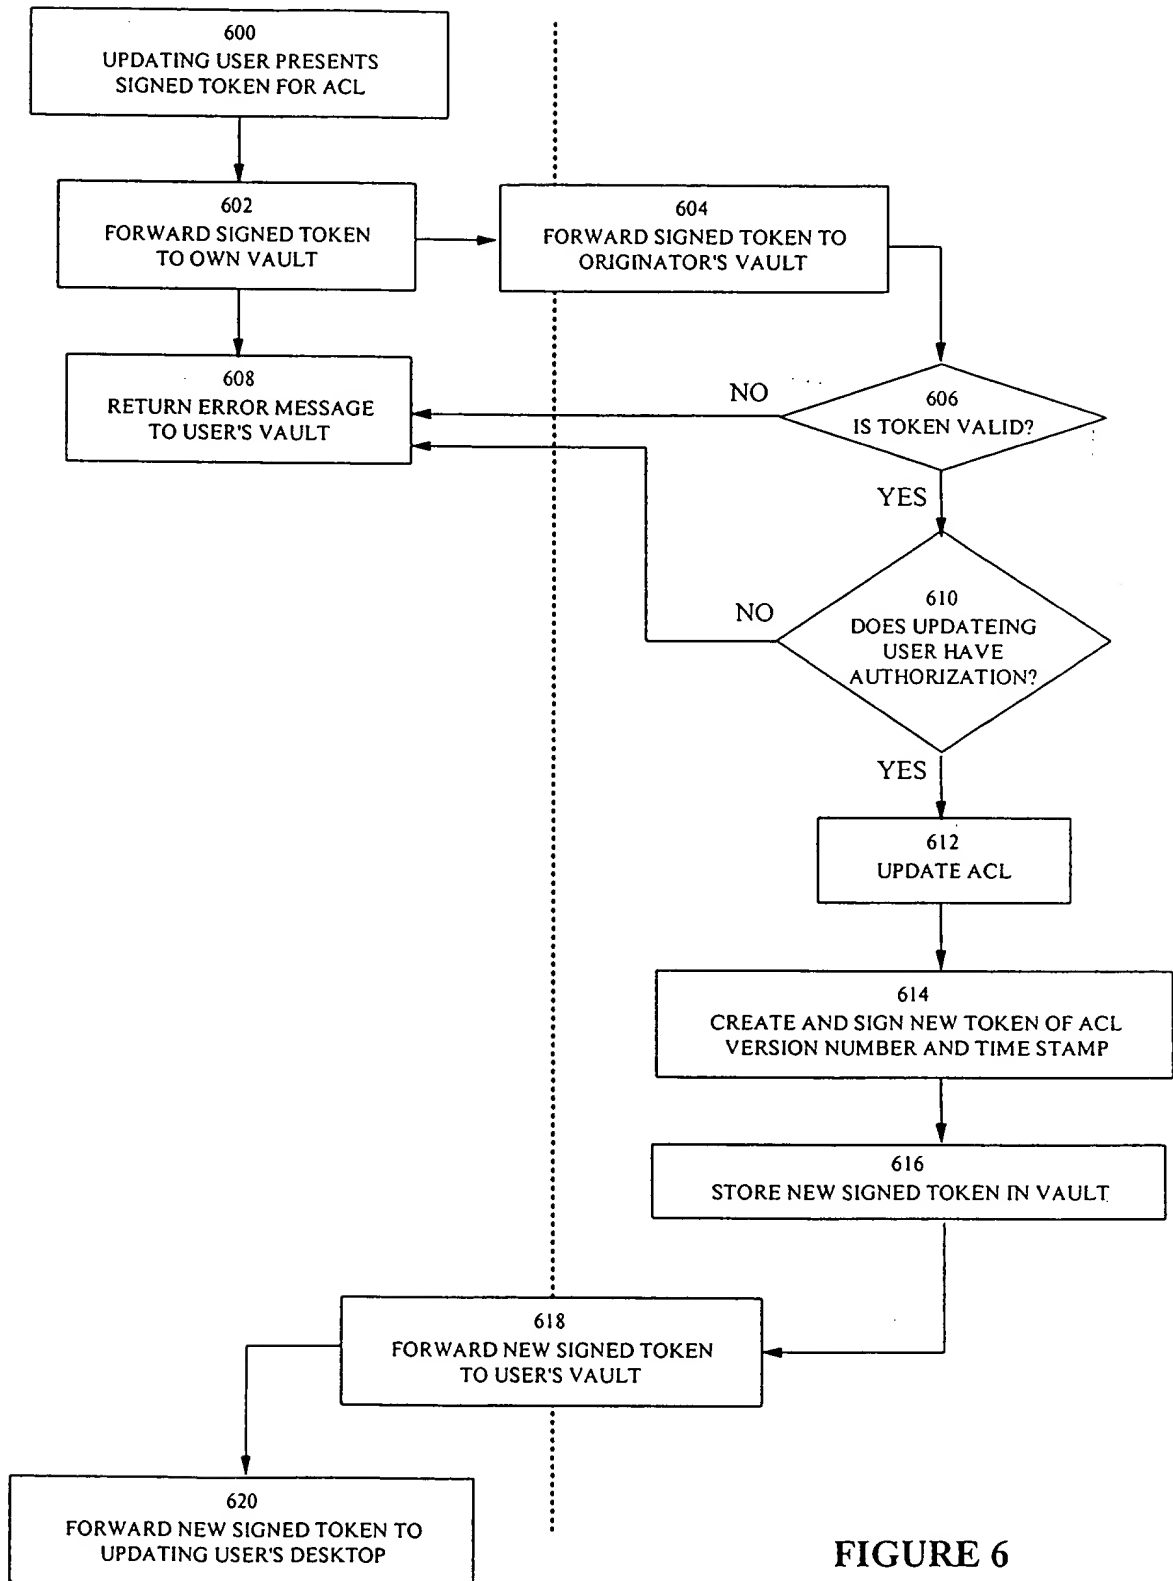 600
UPDATING USER PRESENTS
SIGNED TOKEN FOR ACL
602
FORWARD SIGNED TOKEN
TO OWN VAULT
604
FORWARD SIGNED TOKEN TO
ORIGINATOR'S VAULT
608
RETURN ERROR MESSAGE
TO USER'S VAULT
NO
606
IS TOKEN VALID?
YES
NO
610
DOES UPDATEING
USER HAVE
AUTHORIZATION?
YES
612
UPDATE ACL
614
CREATE AND SIGN NEW TOKEN OF ACL
VERSION NUMBER AND TIME STAMP
616
STORE NEW SIGNED TOKEN IN VAULT
618
FORWARD NEW SIGNED TOKEN
TO USER'S VAULT
620
FORWARD NEW SIGNED TOKEN TO
UPDATING USER'S DESKTOP
FIGURE 6